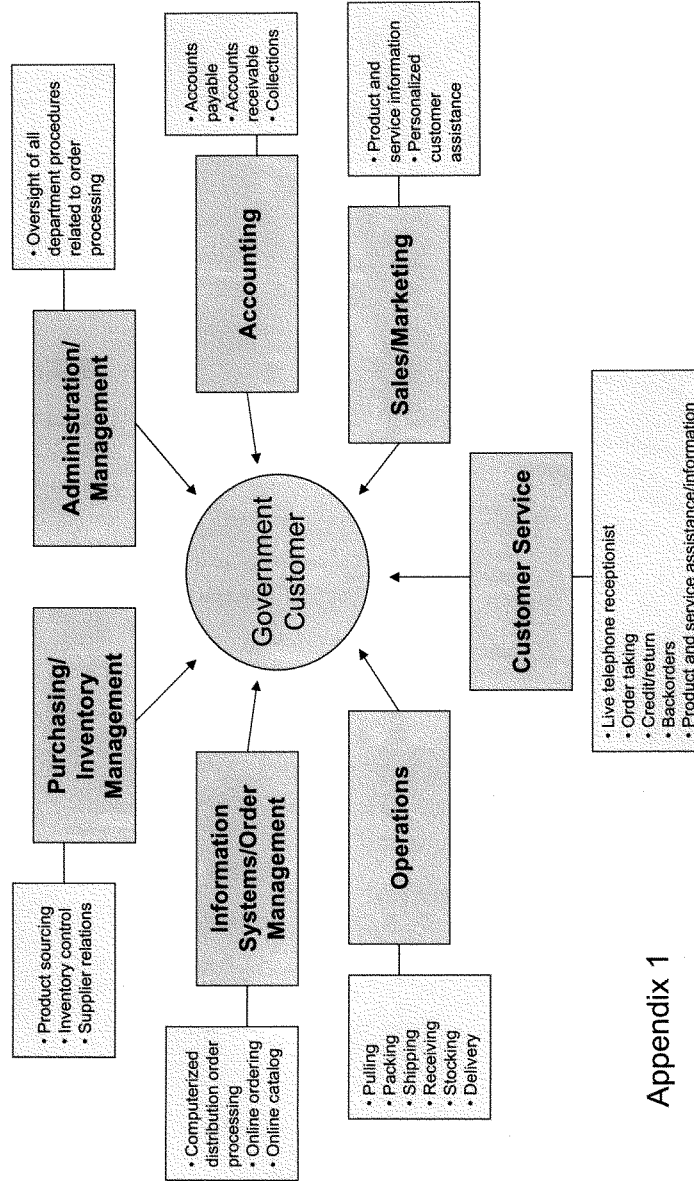 Purchasing/
Inventory
Management
• Product sourcing
• Inventory control
• Supplier relations
Administration/
Management
• Oversight of all
department procedures
related to order
processing
Information
Systems/Order
Management
• Computerized
distribution order
processing
• Online ordering
• Online catalog
Government
Customer
Accounting
• Accounts
payable
• Accounts
receivable
• Collections
Operations
• Pulling
• Packing
• Shipping
• Receiving
• Stocking
• Delivery
Sales/Marketing
• Product and
service information
• Personalized
customer
assistance
Customer Service
• Live telephone receptionist
• Order taking
• Credit/return
• Backorders
• Product and service assistance/information
Appendix 1